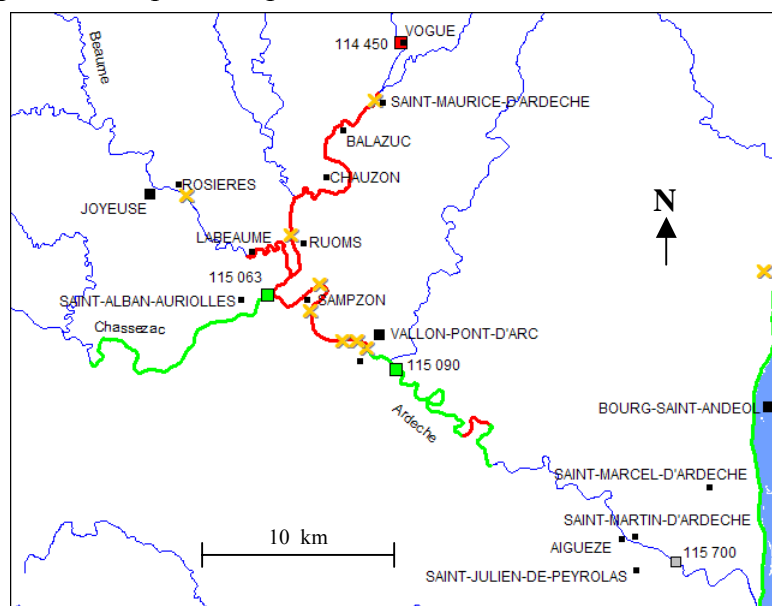 VOGUE
114 450
Beaume
SAINT-MAURICE-D'ARDECHE
BALAZUC
CHAUZON
ROSIERES
JOYEUSE
N
LABEAUME
RUOMS
115 063
SAINT-ALBAN-AURIOLLES
SAMPZON
Chassezac
VALLON-PONT-D'ARC
115 090
Ardeche
BOURG-SAINT-ANDEOL
SAINT-MARCEL-D'ARDECHE
SAINT-MARTIN-D'ARDECHE
10 km
AIGUEZE
115 700
SAINT-JULIEN-DE-PEYROLAS